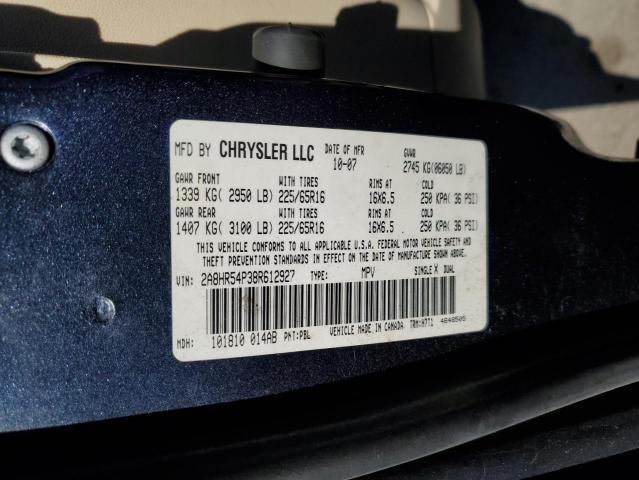 MFD BY CHRYSLER LLC DATE OF MFR 10-07 GVWR 2745 KG(06050 LB)
GAWR FRONT WITH TIRES RIMS AT COLD
1339 KG( 2950 LB) 225/65R16 16X6.5 250 KPA( 36 PSI)
GAWR REAR WITH TIRES RIMS AT COLD
1407 KG( 3100 LB) 225/65R16 16X6.5 250 KPA( 36 PSI)
THIS VEHICLE CONFORMS TO ALL APPLICABLE U.S.A. FEDERAL MOTOR VEHICLE SAFETY AND
THEFT PREVENTION STANDARDS IN EFFECT ON THE DATE OF MANUFACTURE SHOWN ABOVE.
VIN: 2A8HR54P38R612927 TYPE: MPV SINGLE X DUAL
MDH: 101810 014AB PNT:PBL VEHICLE MADE IN CANADA TRM:H7T1 4848505